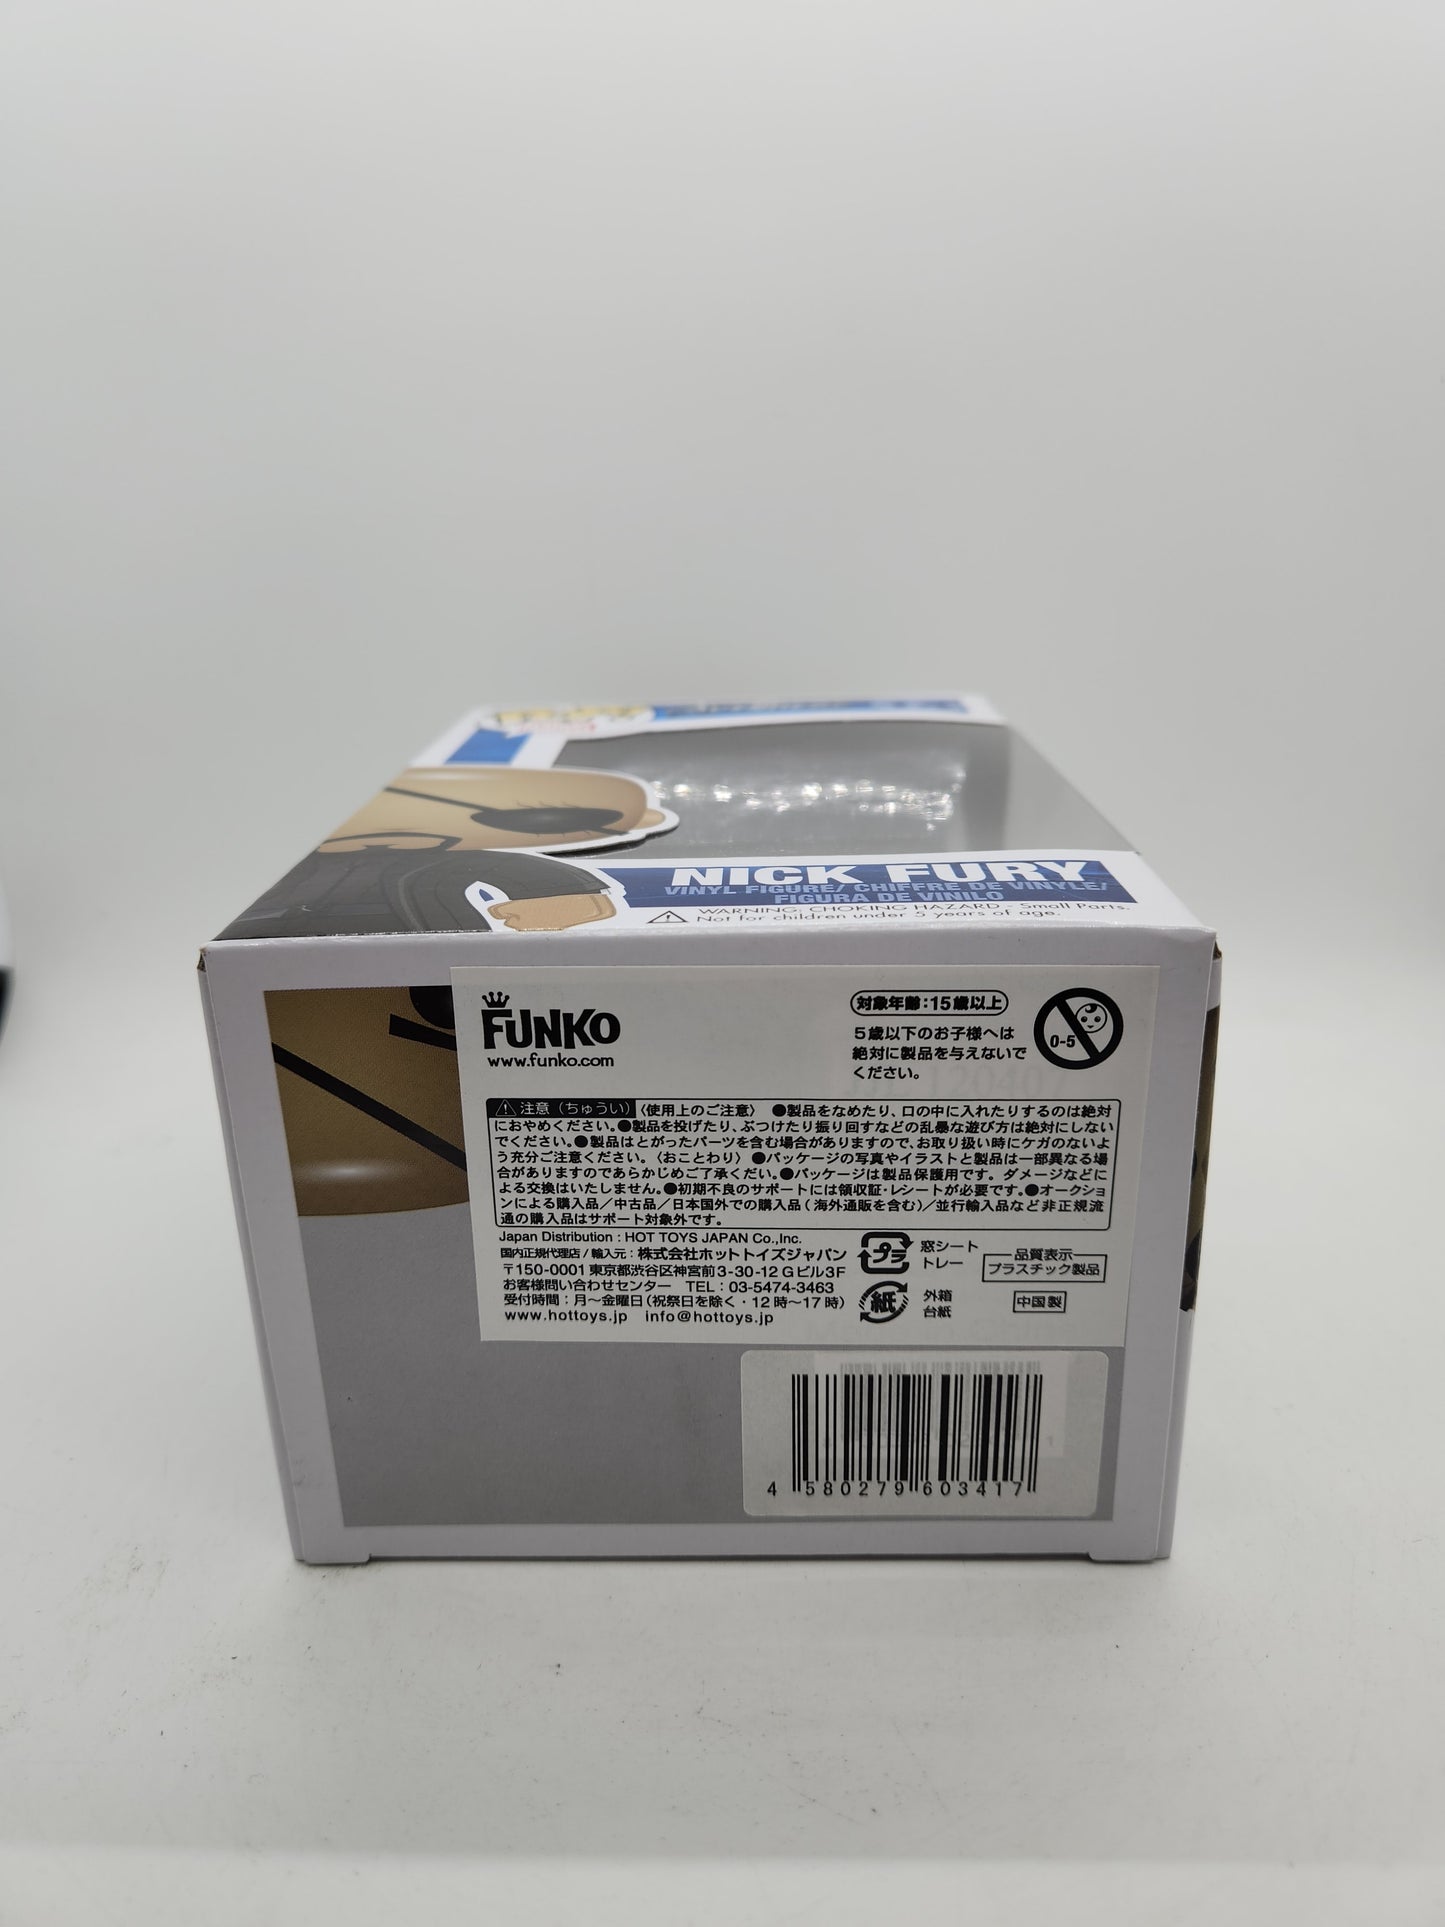 NICK FURY
VINYL FIGURE/ CHIFFRE DE VINYLE/
FIGURA DE VINILO
WARNING: CHOKING HAZARD - Small Parts.
Not for children under 5 years of age.
FUNKO
www.funko.com
対象年齢:15歳以上
5歳以下のお子様へは
絶対に製品を与えないで
ください。
0-5
注意(ちゅうい)〈使用上のご注意〉 ●製品をなめたり、口の中に入れたりするのは絶対
におやめください。●製品を投げたり、ぶつけたり振り回すなどの乱暴な遊び方は絶対にしない
でください。●製品はとがったパーツを含む場合がありますので、お取り扱い時にケガのないよ
う充分ご注意ください。〈おことわり〉 ●パッケージの写真やイラストと製品は一部異なる場
合がありますのであらかじめご了承ください。●パッケージは製品保護用です。ダメージなどに
よる交換はいたしません。●初期不良のサポートには領収証・レシートが必要です。●オークショ
ンによる購入品/中古品/日本国外での購入品(海外通販を含む)/並行輸入品など非正規流
通の購入品はサポート対象外です。
Japan Distribution : HOT TOYS JAPAN Co.,Inc.
国内正規代理店/輸入元:株式会社ホットトイズジャパン
〒150-0001 東京都渋谷区神宮前3-30-12 Gビル3F
お客様問い合わせセンター TEL:03-5474-3463
受付時間:月~金曜日(祝祭日を除く・12時~17時)
www.hottoys.jp info@hottoys.jp
プラ
窓シート
トレー
紙
外箱
台紙
品質表示
プラスチック製品
中国製
4 580279 603417